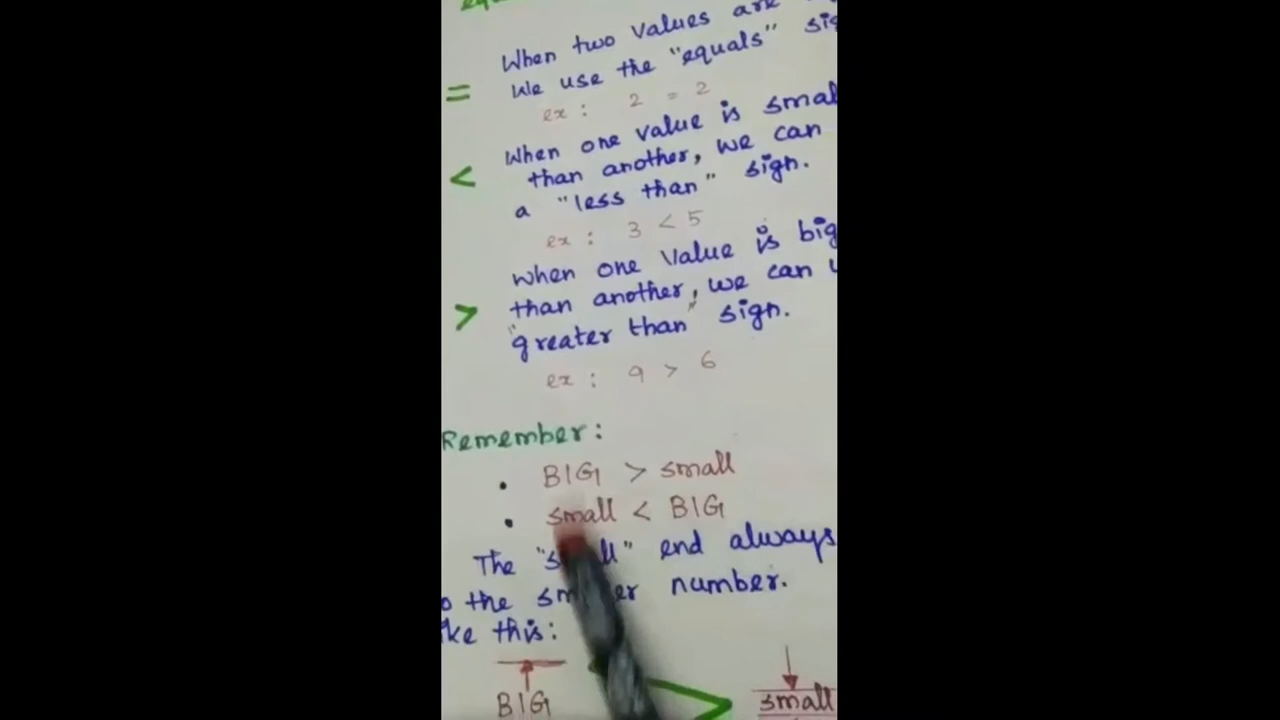 When two values are
= We use the "equals" sig
ex : 2 = 2
When one value is smal
< than another, we can
a "less than" sign.
ex : 3 < 5
when one value is big
> than another, we can
"greater than" sign.
ex : 9 > 6
Remember:
• BIG > small
• small < BIG
The end always
the number.
ke this:
BIG > small